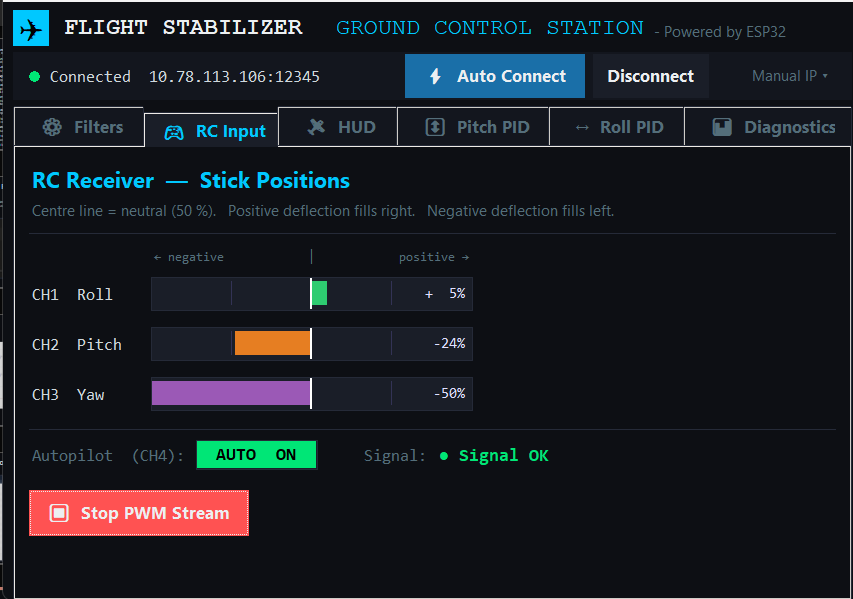 FLIGHT STABILIZER GROUND CONTROL STATION - Powered by ESP32
Connected 10.78.113.106:12345 Auto Connect Disconnect Manual IP
Filters RC Input HUD Pitch PID Roll PID Diagnostics
RC Receiver — Stick Positions
Centre line = neutral (50 %). Positive deflection fills right. Negative deflection fills left.
← negative | positive →
CH1 Roll + 5%
CH2 Pitch -24%
CH3 Yaw -50%
Autopilot (CH4): AUTO ON Signal: ● Signal OK
Stop PWM Stream